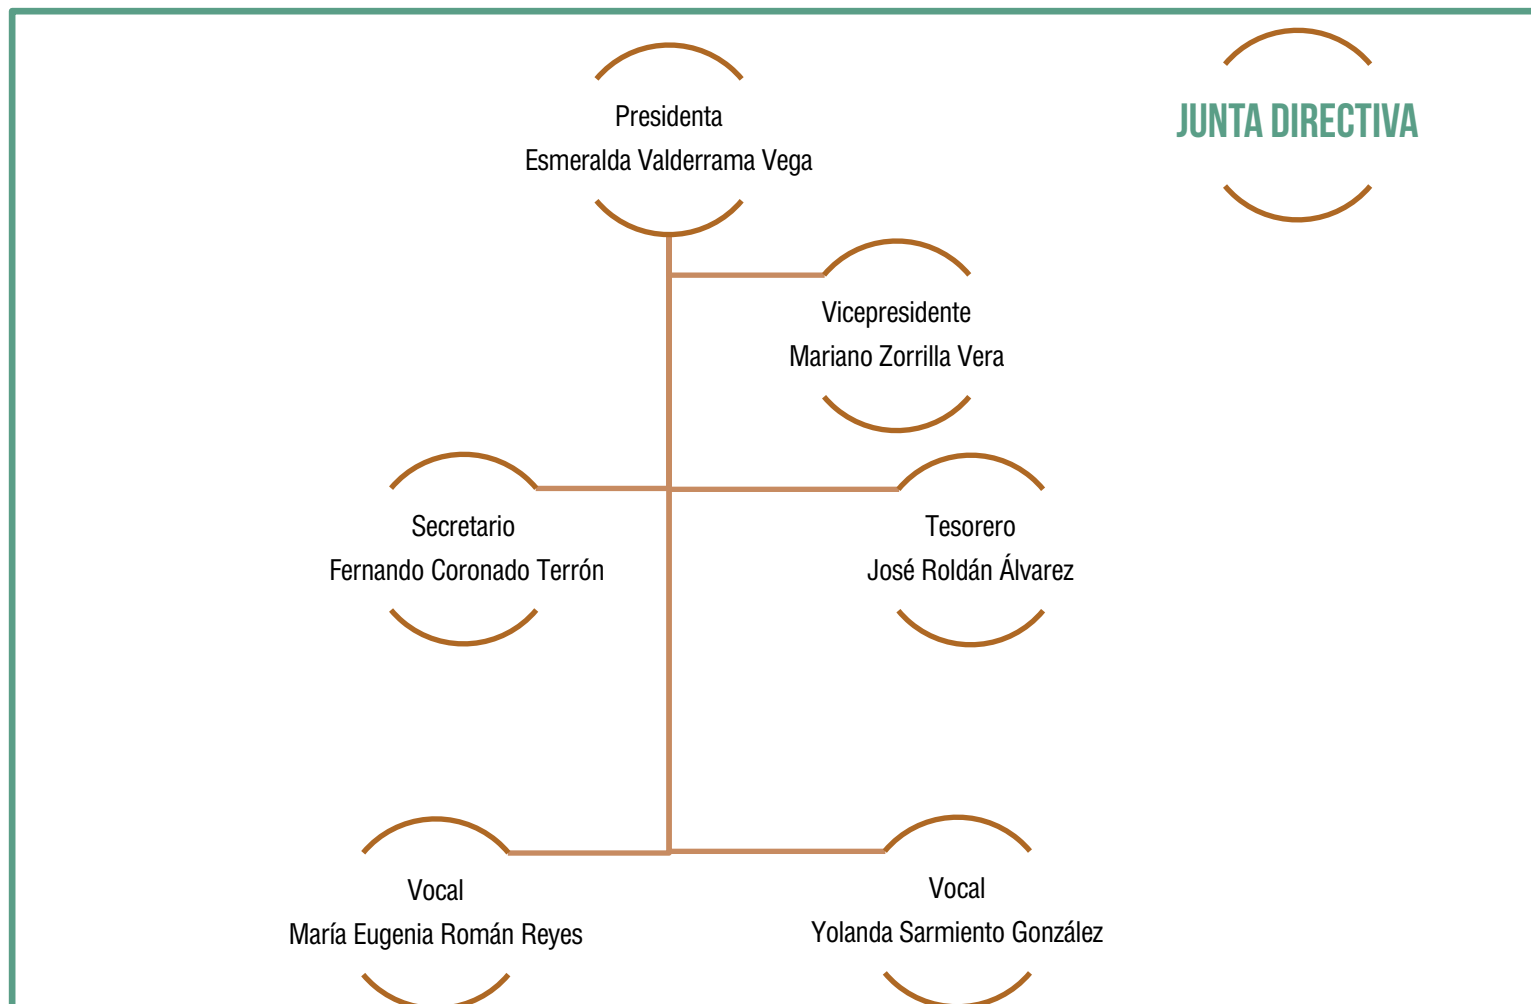 JUNTA DIRECTIVA
Presidenta
Esmeralda Valderrama Vega
Vicepresidente
Mariano Zorrilla Vera
Secretario
Fernando Coronado Terrón
Tesorero
José Roldán Álvarez
Vocal
María Eugenia Román Reyes
Vocal
Yolanda Sarmiento González